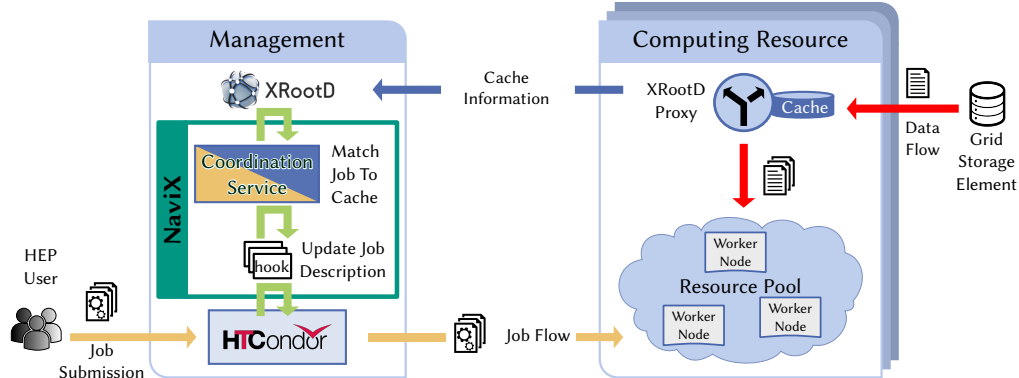 Management
XRootD
NaviX
Coordination
Service
Match
Job To
Cache
hook
Update Job
Description
HTCondor
HEP
User
Job
Submission
Cache
Information
Job Flow
Computing Resource
XRootD
Proxy
Cache
Data
Flow
Grid
Storage
Element
Worker
Node
Resource Pool
Worker
Node
Worker
Node